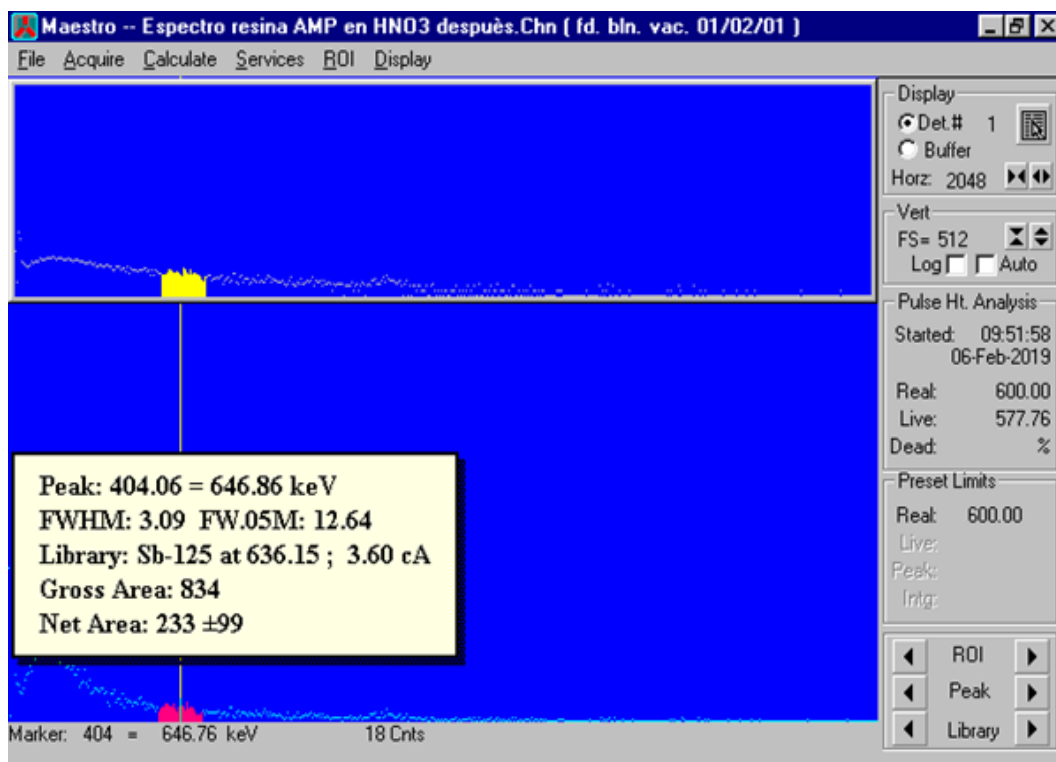 Maestro -- Espectro resina AMP en HNO3 despuès.Chn ( fd. bln. vac. 01/02/01 )
File Acquire Calculate Services ROI Display
Display
Det.# 1
Buffer
Horz: 2048
Vert
FS= 512
Log Auto
Pulse Ht. Analysis
Started: 09:51:58
06-Feb-2019
Real: 600.00
Live: 577.76
Dead: %
Preset Limits
Real: 600.00
Live:
Peak:
Intg:
ROI
Peak
Library
Peak: 404.06 = 646.86 keV
FWHM: 3.09 FW.05M: 12.64
Library: Sb-125 at 636.15 ; 3.60 cA
Gross Area: 834
Net Area: 233 ±99
Marker: 404 = 646.76 keV 18 Cnts